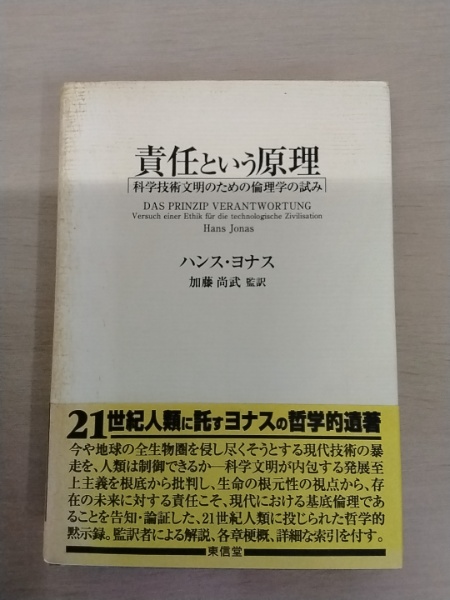 責任という原理
科学技術文明のための倫理学の試み
DAS PRINZIP VERANTWORTUNG
Versuch einer Ethik für die technologische Zivilisation
Hans Jonas
ハンス・ヨナス
加藤 尚武 監訳
21世紀人類に託すヨナスの哲学的遺著
今や地球の全生物圏を侵し尽くそうとする現代技術の暴
走を、人類は制御できるか―科学文明が内包する発展至
上主義を根底から批判し、生命の根元性の視点から、存
在の未来に対する責任こそ、現代における基底倫理であ
ることを告知・論証した、21世紀人類に投じられた哲学的
黙示録。監訳者による解説、各章梗概、詳細な索引を付す。
東信堂